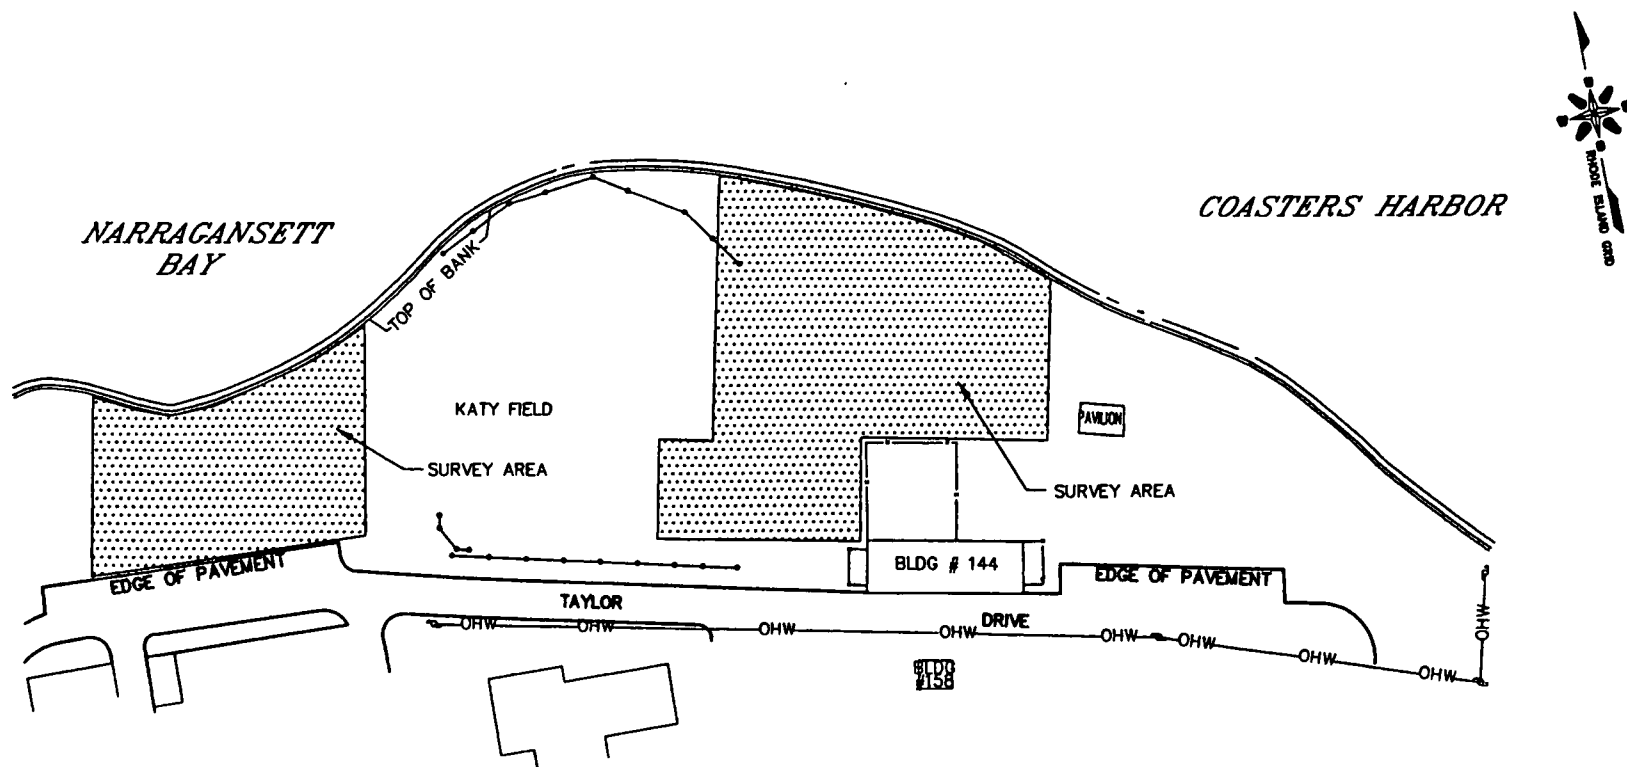 NARRAGANSETT
BAY
COASTERS HARBOR
RHODE ISLAND GRID
TOP OF BANK
KATY FIELD
PAVILION
SURVEY AREA
SURVEY AREA
EDGE OF PAVEMENT
BLDG # 144
EDGE OF PAVEMENT
TAYLOR
DRIVE
OHW
OHW
OHW
OHW
OHW
OHW
OHW
OHW
OHW
BLDG
#158